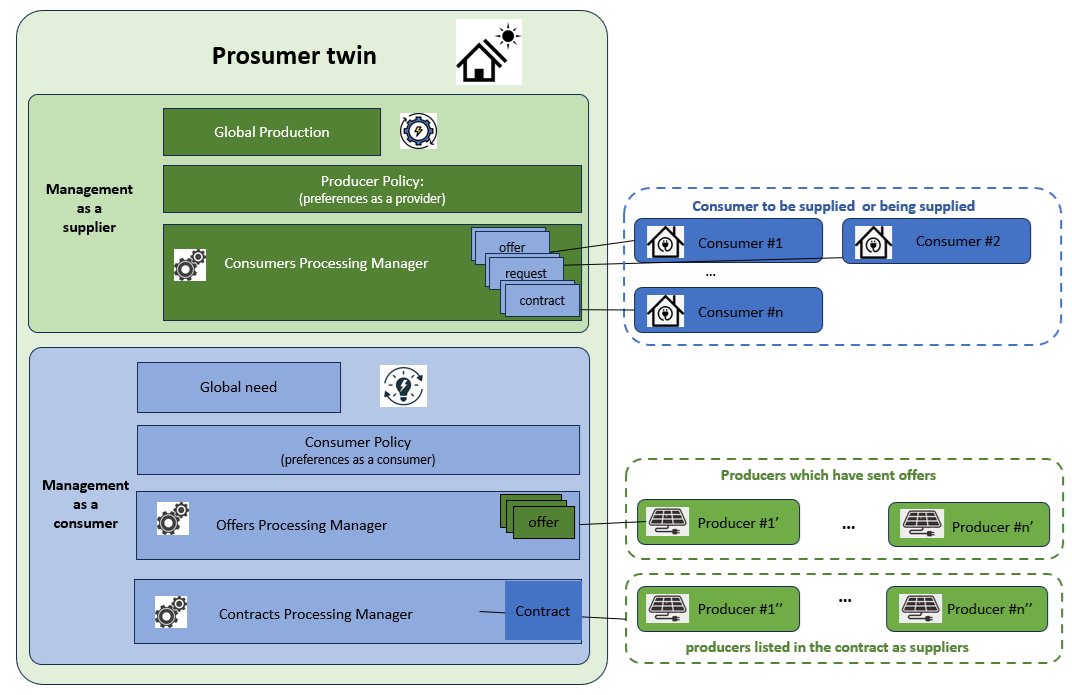 Prosumer twin
Management
as a
supplier
Global Production
Producer Policy:
(preferences as a provider)
Consumers Processing Manager
offer
request
contract
Consumer to be supplied or being supplied
Consumer #1
Consumer #2
...
Consumer #n
Management
as a
consumer
Global need
Consumer Policy
(preferences as a consumer)
Offers Processing Manager
offer
Producers which have sent offers
Producer #1'
...
Producer #n'
Contracts Processing Manager
Contract
Producer #1''
...
Producer #n''
producers listed in the contract as suppliers